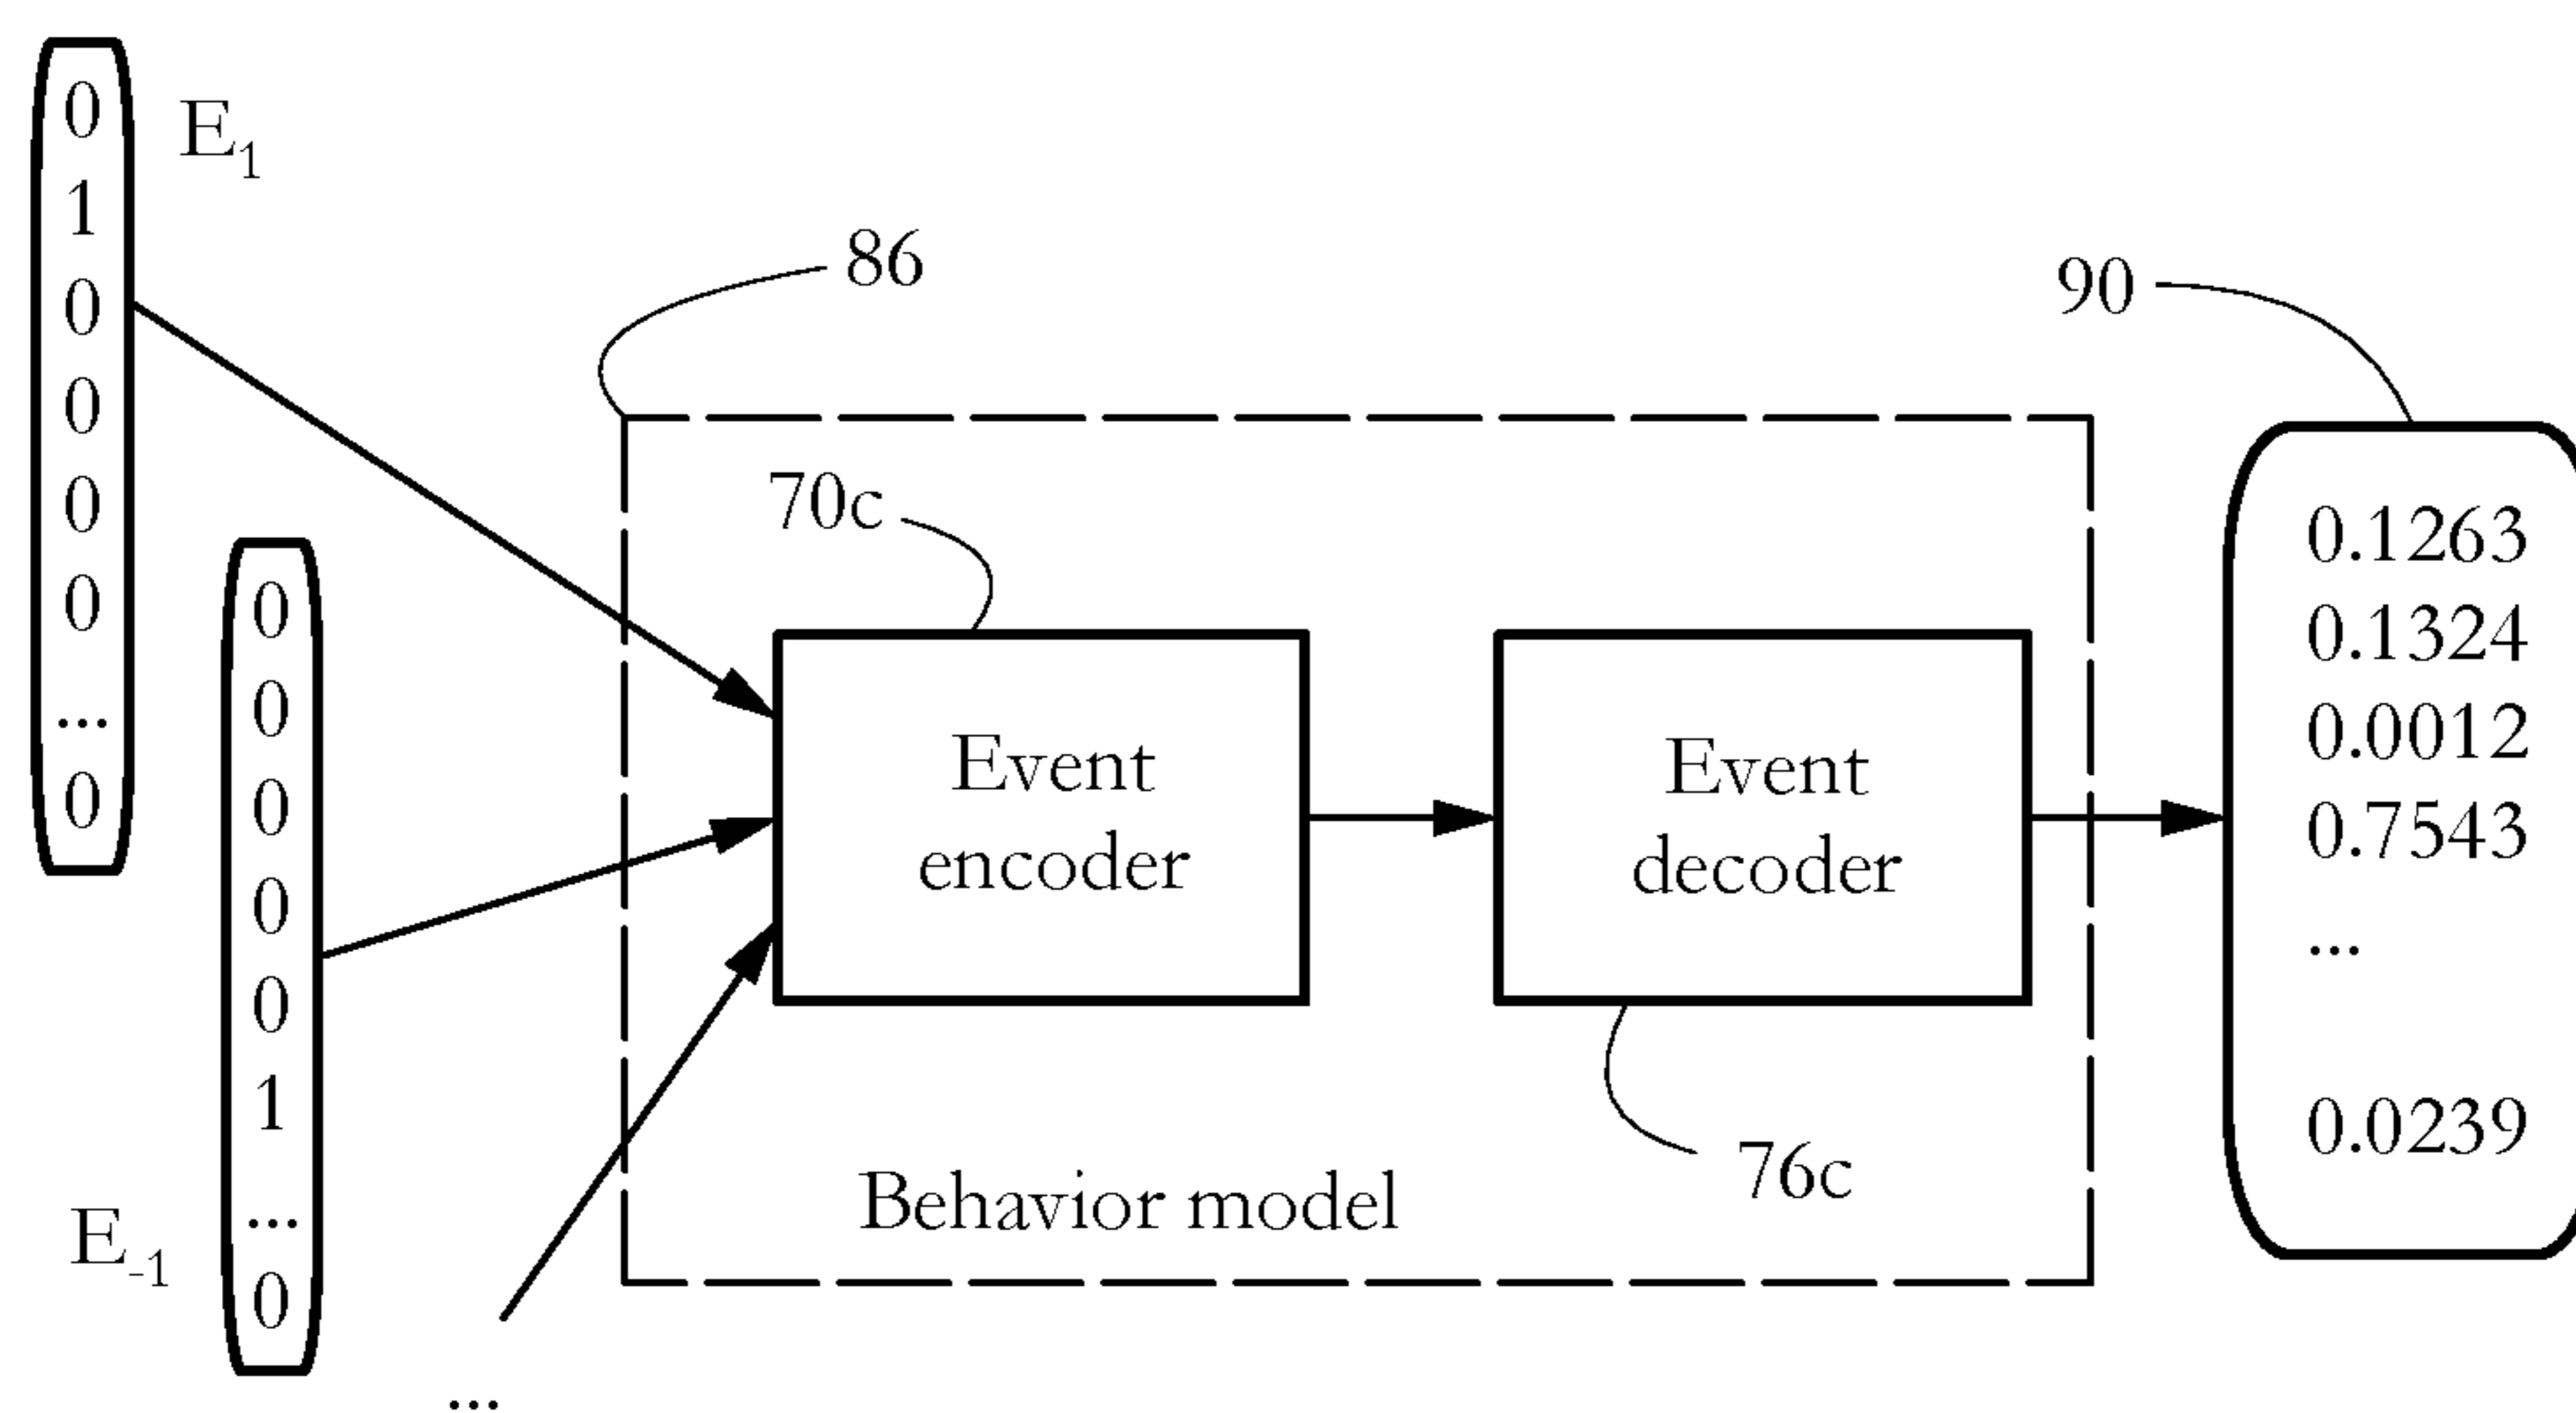 0
1
0
0
0
0
...
0
E1
0
0
0
0
0
1
...
0
E-1
...
86
70c
Event
encoder
Event
decoder
76c
Behavior model
90
0.1263
0.1324
0.0012
0.7543
...
0.0239